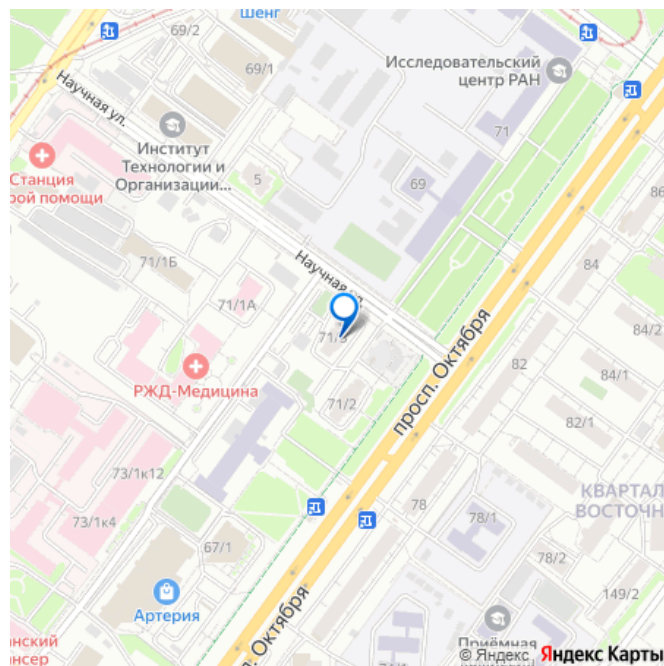 Шенг
69/2
69/1
Исследовательский
центр РАН
Научная ул.
Институт
Технологии и
Организации...
71
69
5
86
Станция
рой помощи
71/1Б
Научная ул.
84
71/1А
71/3
84/2
просп. Октября
82
84/1
РЖД-Медицина
71/2
82/1
73/1к12
КВАРТАЛ
ВОСТОЧН
73/1к4
78
78/1
67/1
78/2
149/2
Артерия
Октября
Приёмная
нский
нсер
© Яндекс Яндекс Карты